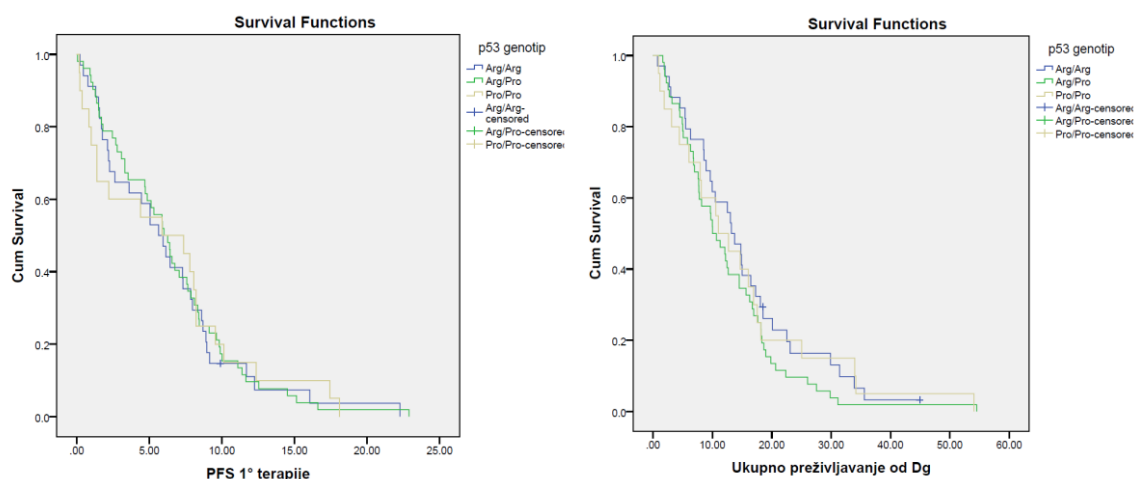 Survival Functions
p53 genotip
Arg/Arg
Arg/Pro
Pro/Pro
Arg/Arg-
censored
Arg/Pro-censored
Pro/Pro-censored
Cum Survival
1.0
0.8
0.6
0.4
0.2
0.0
.00 5.00 10.00 15.00 20.00 25.00
PFS 1° terapije
Survival Functions
p53 genotip
Arg/Arg
Arg/Pro
Pro/Pro
Arg/Arg-censored
Arg/Pro-censored
Pro/Pro-censored
Cum Survival
1.0
0.8
0.6
0.4
0.2
0.0
.00 10.00 20.00 30.00 40.00 50.00 60.00
Ukupno preživljavanje od Dg